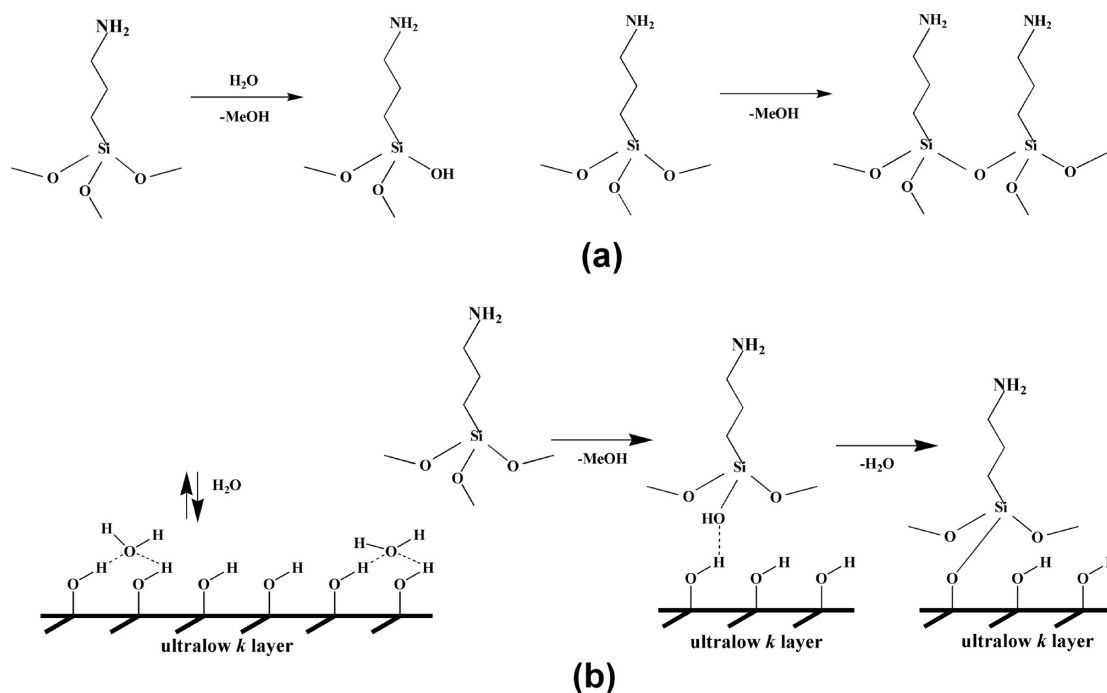 NH2 NH2 NH2 NH2 NH2
H2O
-MeOH -MeOH
Si Si Si Si Si
O O O O OH O O O O O O
O O O O O
(a)
NH2
NH2
NH2
Si
-MeOH -H2O
O O Si
O
H2O O O Si
HO O O
H H H H
O O
H H H H H H H H H O H H
O O O O O O O O O O O
ultralow k layer ultralow k layer ultralow k layer
(b)